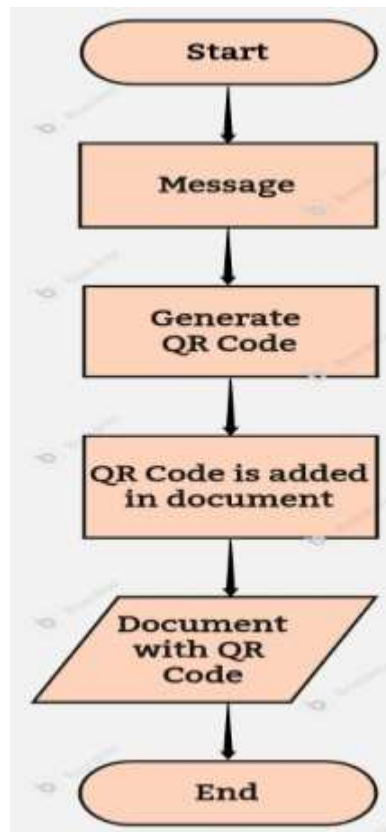 Start
Message
Generate
QR Code
QR Code is added
in document
Document
with QR
Code
End